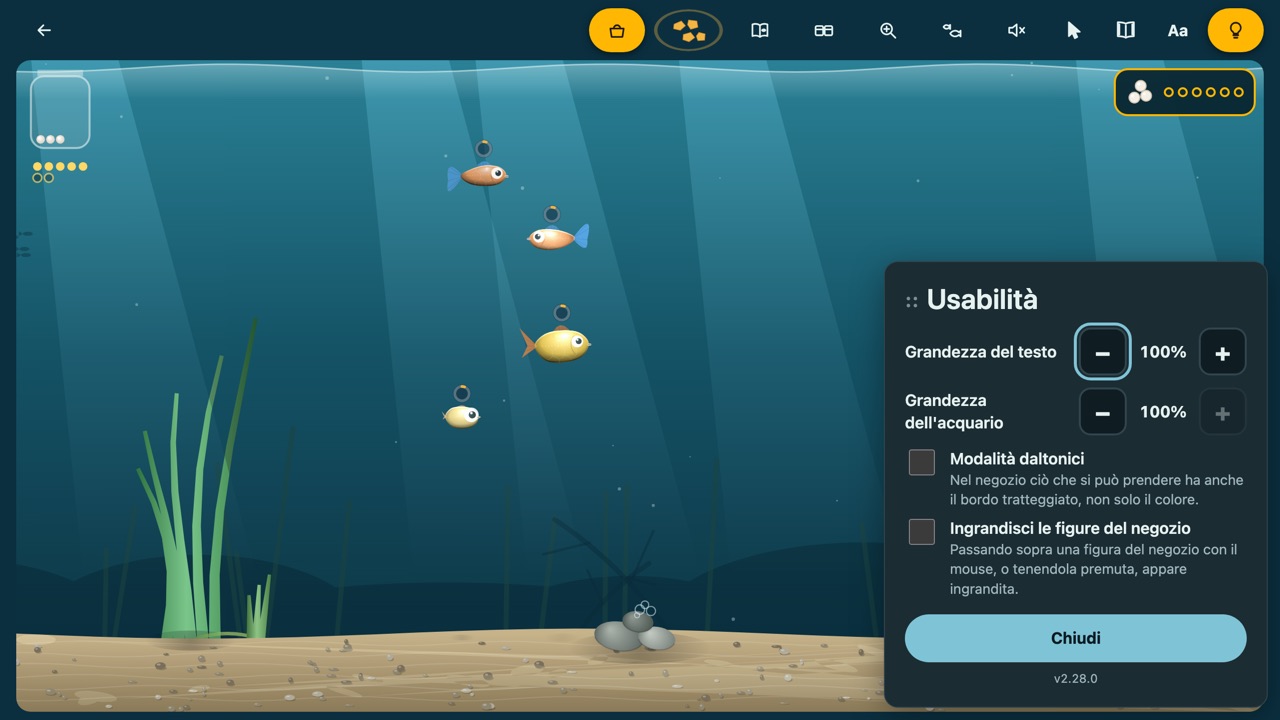 Aa
Usabilità
Grandezza del testo − 100% +
Grandezza
dell'acquario − 100% +
Modalità daltonici
Nel negozio ciò che si può prendere ha anche
il bordo tratteggiato, non solo il colore.
Ingrandisci le figure del negozio
Passando sopra una figura del negozio con il
mouse, o tenendola premuta, appare
ingrandita.
Chiudi
v2.28.0